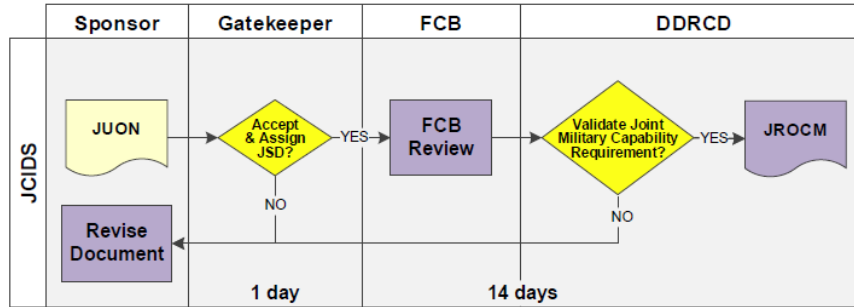 Sponsor
Gatekeeper
FCB
DDRCD
JCIDS
JUON
Accept
& Assign
JSD?
YES
FCB
Review
Validate Joint
Military Capability
Requirement?
YES
JROCM
NO
NO
Revise
Document
1 day
14 days